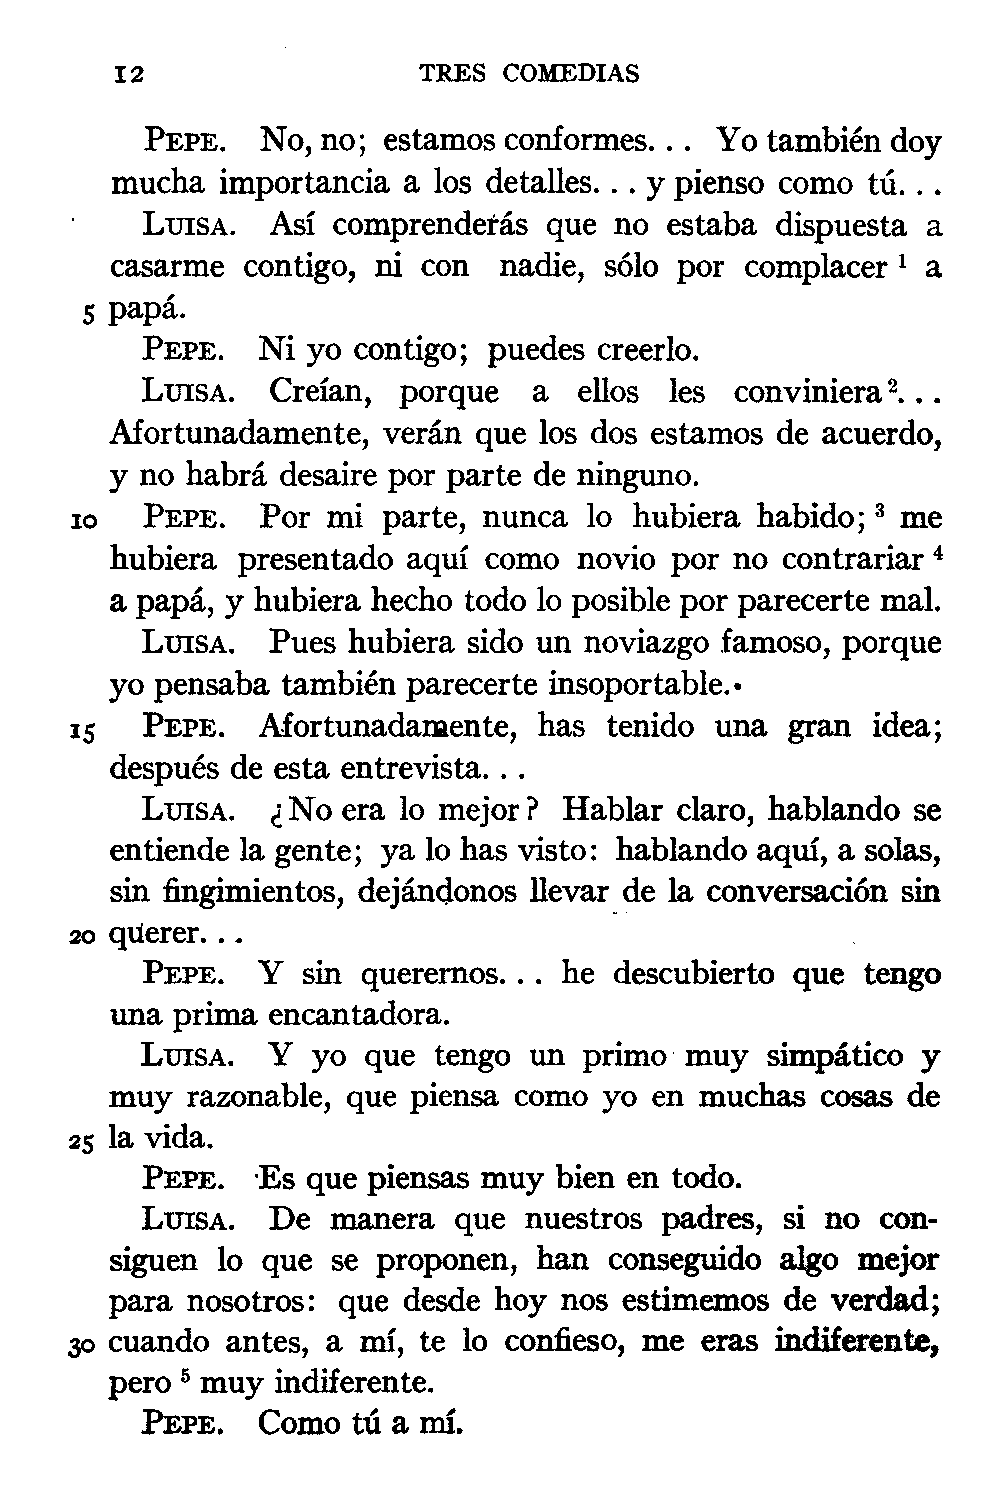 12 TRES COMEDIAS
PEPE. No, no; estamos conformes... Yo también doy
mucha importancia a los detalles... y pienso como tú...
LUISA. Así comprenderás que no estaba dispuesta a
casarme contigo, ni con nadie, sólo por complacer ¹ a
5 papá.
PEPE. Ni yo contigo; puedes creerlo.
LUISA. Creían, porque a ellos les conviniera ²...
Afortunadamente, verán que los dos estamos de acuerdo,
y no habrá desaire por parte de ninguno.
10 PEPE. Por mi parte, nunca lo hubiera habido; ³ me
hubiera presentado aquí como novio por no contrariar ⁴
a papá, y hubiera hecho todo lo posible por parecerte mal.
LUISA. Pues hubiera sido un noviazgo famoso, porque
yo pensaba también parecerte insoportable..
15 PEPE. Afortunadamente, has tenido una gran idea;
después de esta entrevista...
LUISA. ¿No era lo mejor? Hablar claro, hablando se
entiende la gente; ya lo has visto: hablando aquí, a solas,
sin fingimientos, dejándonos llevar de la conversación sin
20 querer...
PEPE. Y sin querernos... he descubierto que tengo
una prima encantadora.
LUISA. Y yo que tengo un primo muy simpático y
muy razonable, que piensa como yo en muchas cosas de
25 la vida.
PEPE. Es que piensas muy bien en todo.
LUISA. De manera que nuestros padres, si no con-
siguen lo que se proponen, han conseguido algo mejor
para nosotros: que desde hoy nos estimemos de verdad;
30 cuando antes, a mí, te lo confieso, me eras indiferente,
pero ⁵ muy indiferente.
PEPE. Como tú a mí.